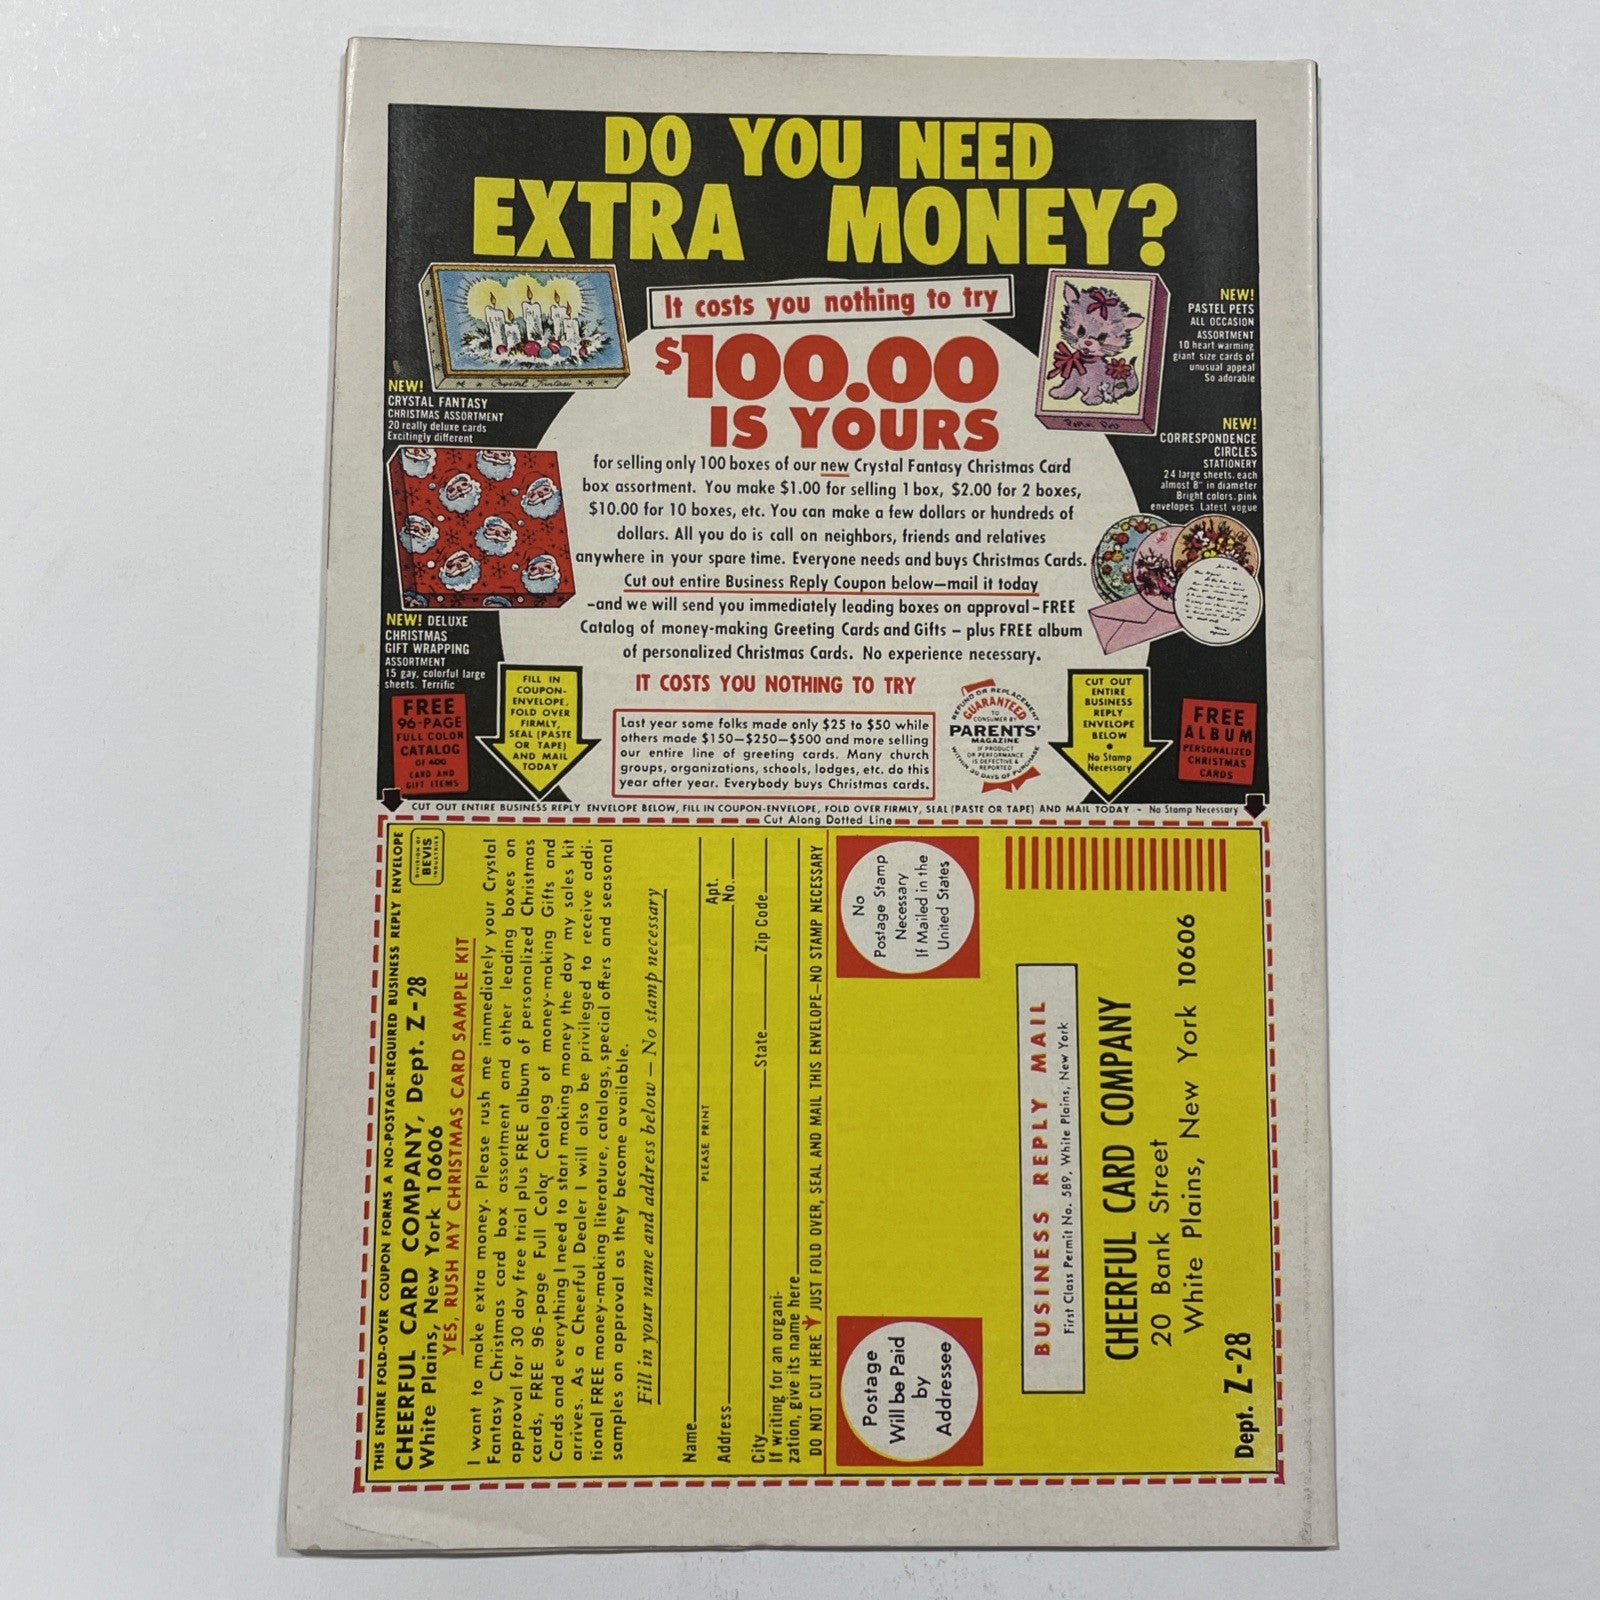 DO YOU NEED
EXTRA MONEY?
It costs you nothing to try
$100.00
IS YOURS
NEW!
CRYSTAL FANTASY
CHRISTMAS ASSORTMENT
20 really deluxe cards
Excitingly different
Crystal Fantasy
NEW!
PASTEL PETS
ALL OCCASION
ASSORTMENT
10 heart warming
giant size cards of
unusual appeal
So adorable
Pastel Pets
NEW!
CORRESPONDENCE
CIRCLES
STATIONERY
24 large sheets, each
almost 8" in diameter
Bright colors, pink
envelopes. Latest vogue
for selling only 100 boxes of our new Crystal Fantasy Christmas Card
box assortment. You make $1.00 for selling 1 box, $2.00 for 2 boxes,
$10.00 for 10 boxes, etc. You can make a few dollars or hundreds of
dollars. All you do is call on neighbors, friends and relatives
anywhere in your spare time. Everyone needs and buys Christmas Cards.
Cut out entire Business Reply Coupon below—mail it today
–and we will send you immediately leading boxes on approval – FREE
Catalog of money-making Greeting Cards and Gifts – plus FREE album
of personalized Christmas Cards. No experience necessary.
NEW! DELUXE
CHRISTMAS
GIFT WRAPPING
ASSORTMENT
15 gay, colorful large
sheets. Terrific
FREE
96-PAGE
FULL COLOR
CATALOG
OF 400
CARD AND
GIFT ITEMS
FILL IN
COUPON-
ENVELOPE,
FOLD OVER
FIRMLY,
SEAL (PASTE
OR TAPE)
AND MAIL
TODAY
IT COSTS YOU NOTHING TO TRY
Last year some folks made only $25 to $50 while
others made $150—$250—$500 and more selling
our entire line of greeting cards. Many church
groups, organizations, schools, lodges, etc. do this
year after year. Everybody buys Christmas cards.
REFUND OR REPLACEMENT
GUARANTEED
TO
CONSUMER BY
PARENTS'
MAGAZINE
IF PRODUCT
OR PERFORMANCE
IS DEFECTIVE &
REPORTED
WITHIN 30 DAYS OF PURCHASE
CUT OUT
ENTIRE
BUSINESS
REPLY
ENVELOPE
BELOW
•
No Stamp
Necessary
FREE
ALBUM
PERSONALIZED
CHRISTMAS
CARDS
CUT OUT ENTIRE BUSINESS REPLY ENVELOPE BELOW, FILL IN COUPON-ENVELOPE, FOLD OVER FIRMLY, SEAL (PASTE OR TAPE) AND MAIL TODAY - No Stamp Necessary
Cut Along Dotted Line
THIS ENTIRE FOLD-OVER COUPON FORMS A NO-POSTAGE-REQUIRED BUSINESS REPLY ENVELOPE
CHEERFUL CARD COMPANY, Dept. Z-28
White Plains, New York 10606
DIVISION OF
BEVIS
INDUSTRIES
YES, RUSH MY CHRISTMAS CARD SAMPLE KIT
I want to make extra money. Please rush me immediately your Crystal
Fantasy Christmas card box assortment and other leading boxes on
approval for 30 day free trial plus FREE album of personalized Christmas
cards, FREE 96-page Full Color Catalog of money-making Gifts and
Cards and everything I need to start making money the day my sales kit
arrives. As a Cheerful Dealer I will also be privileged to receive addi-
tional FREE money-making literature, catalogs, special offers and seasonal
samples on approval as they become available.
Fill in your name and address below — No stamp necessary
Name
PLEASE PRINT
Address Apt. No.
City State Zip Code
If writing for an organi-
zation, give its name here
DO NOT CUT HERE JUST FOLD OVER, SEAL AND MAIL THIS ENVELOPE—NO STAMP NECESSARY
Postage
Will be Paid
by
Addressee
No
Postage Stamp
Necessary
If Mailed in the
United States
BUSINESS REPLY MAIL
First Class Permit No. 589, White Plains, New York
CHEERFUL CARD COMPANY
20 Bank Street
White Plains, New York 10606
Dept. Z-28